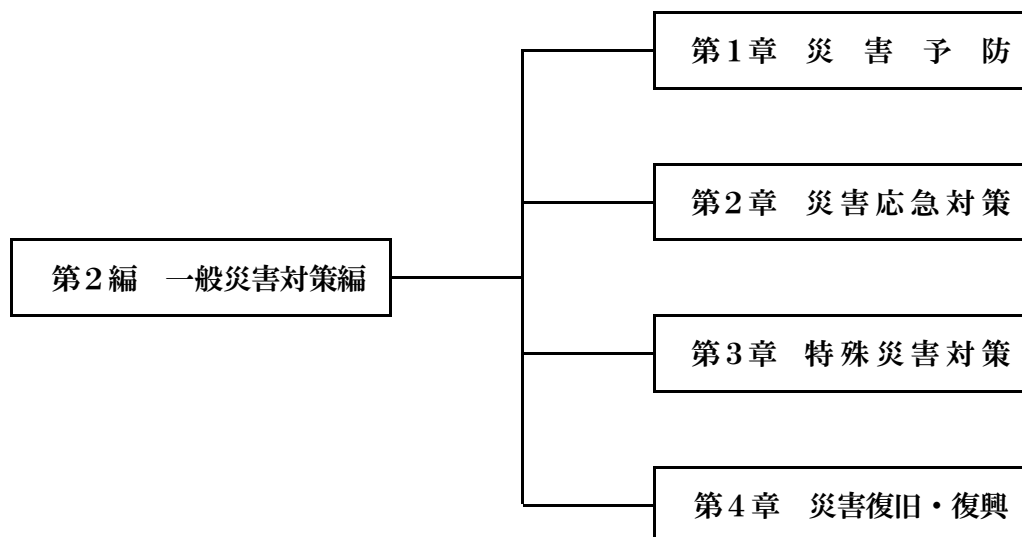 第1章　災害予防
第2章　災害応急対策
第2編　一般災害対策編
第3章　特殊災害対策
第4章　災害復旧・復興